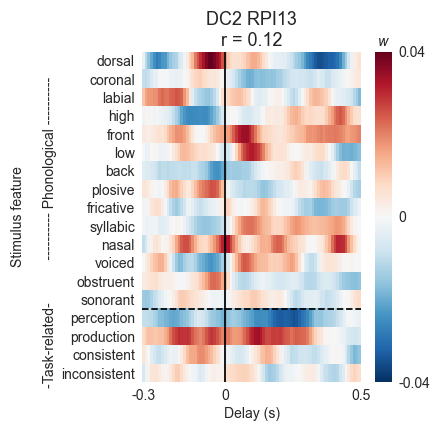 DC2 RPI13
r = 0.12
w
dorsal
coronal
labial
high
front
low
back
plosive
fricative
syllabic
nasal
voiced
obstruent
sonorant
perception
production
consistent
inconsistent
Stimulus feature
-Task-related- ---------- Phonological ----------
0.04
0
-0.04
-0.3 0 0.5
Delay (s)